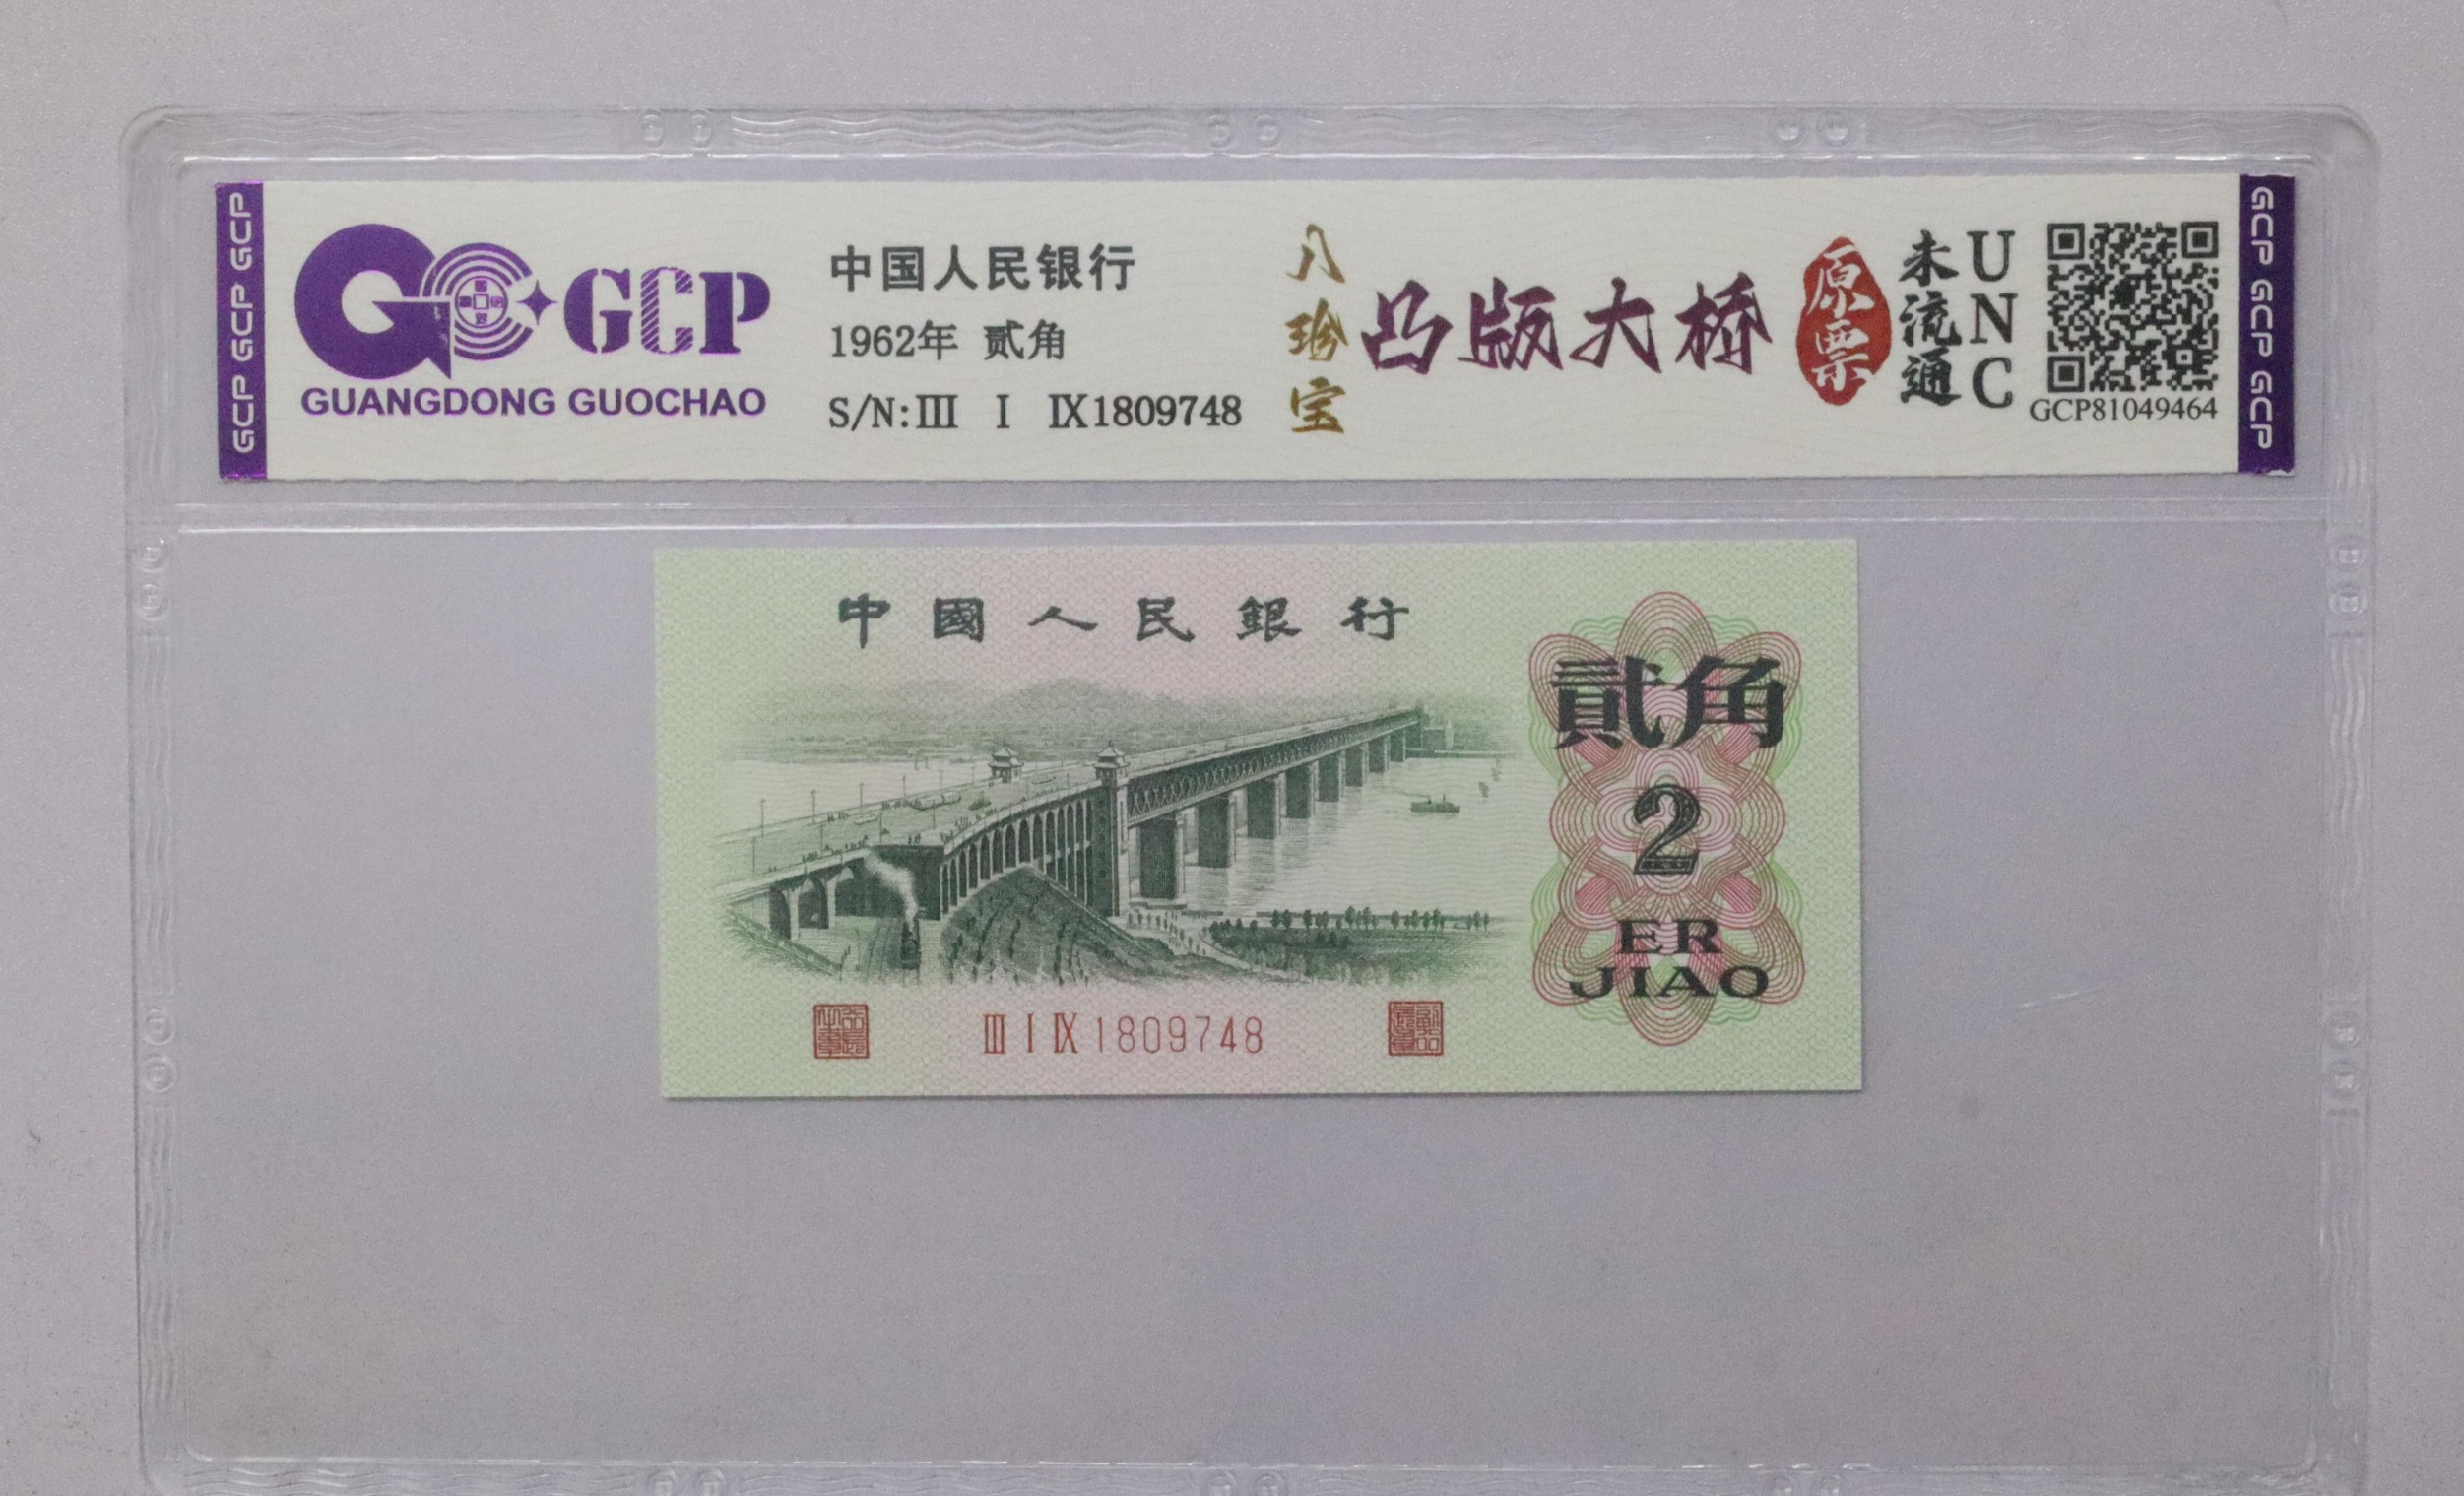 GCP GCP GCP
GCP
GUANGDONG GUOCHAO
中国人民银行
1962年 贰角
S/N:Ⅲ Ⅰ Ⅸ1809748
八珍宝
凸版大桥
原票
未流通
UNC
GCP81049464
GCP GCP GCP
中國人民銀行
貳角
2
ER
JIAO
Ⅲ Ⅰ Ⅸ 1809748